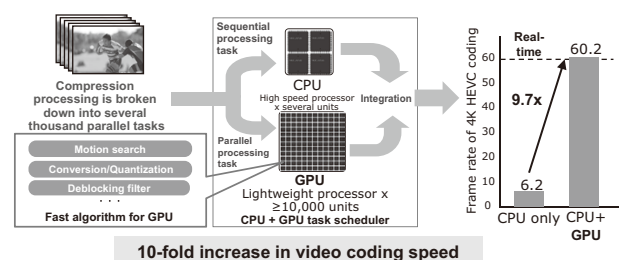 Compression
processing is broken
down into several
thousand parallel tasks
Motion search
Conversion/Quantization
Deblocking filter
. . .
Fast algorithm for GPU
Sequential
processing
task
CPU
High speed processor
x several units
Integration
Parallel
processing
task
GPU
Lightweight processor x
≥10,000 units
CPU + GPU task scheduler
Frame rate of 4K HEVC coding
60
50
40
30
20
10
0
Real-
time
60.2
9.7x
6.2
CPU only
CPU+
GPU
10-fold increase in video coding speed